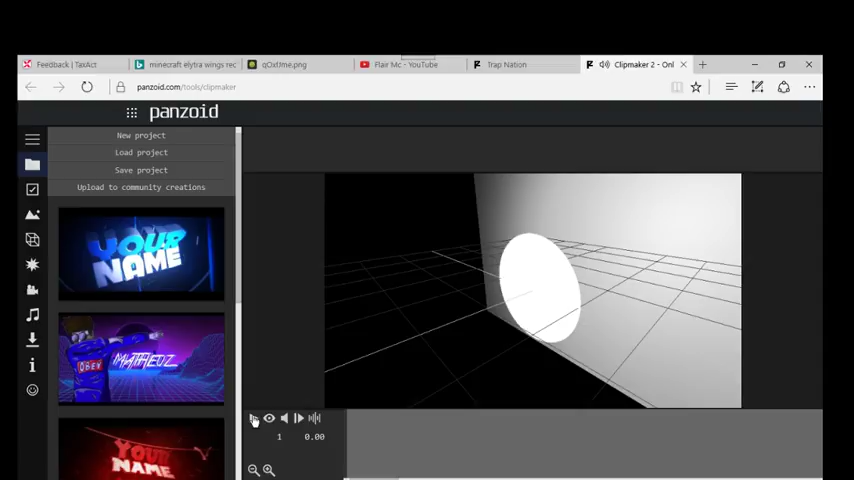 Feedback | TaxAct
minecraft elytra wings rec
qOxfJme.png
Flair Mc - YouTube
Trap Nation
Clipmaker 2 - Onl
panzoid.com/tools/clipmaker
panzoid
New project
Load project
Save project
Upload to community creations
YOUR
NAME
OBEY
YOUR
NAME
1 0.00